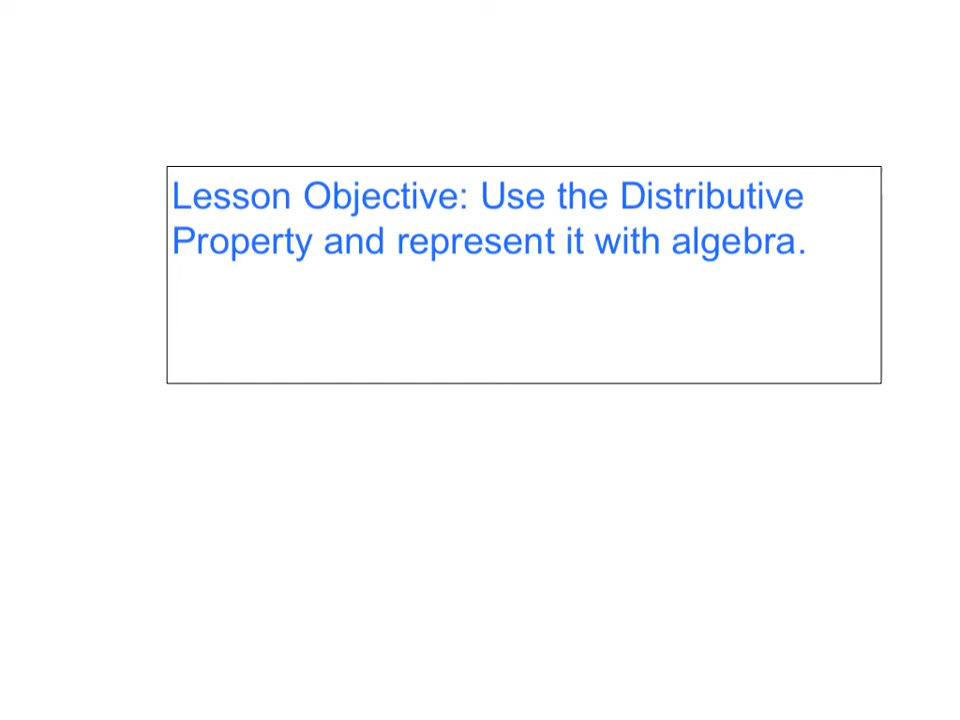 Lesson Objective: Use the Distributive
Property and represent it with algebra.